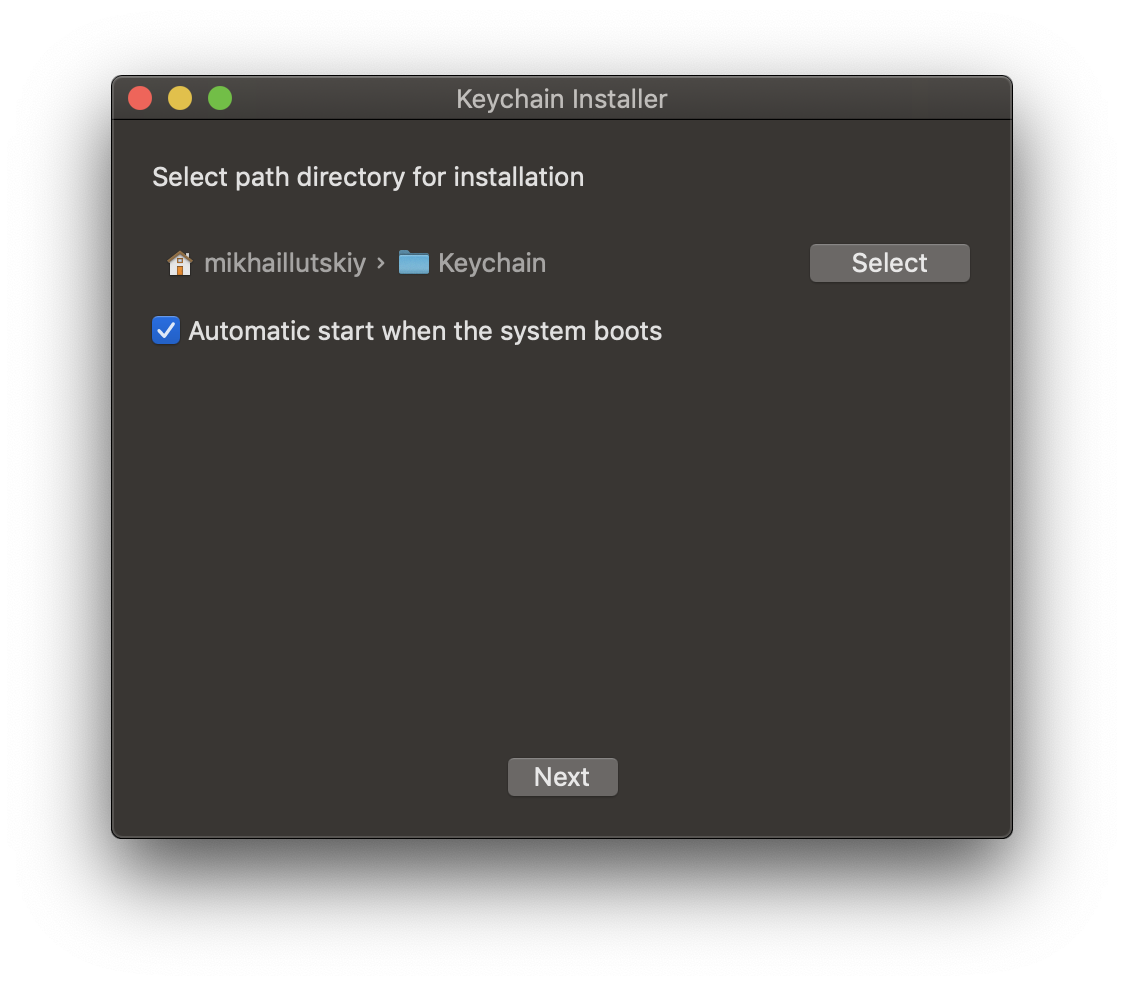 Keychain Installer
Select path directory for installation
mikhaillutskiy › Keychain
Select
Automatic start when the system boots
Next